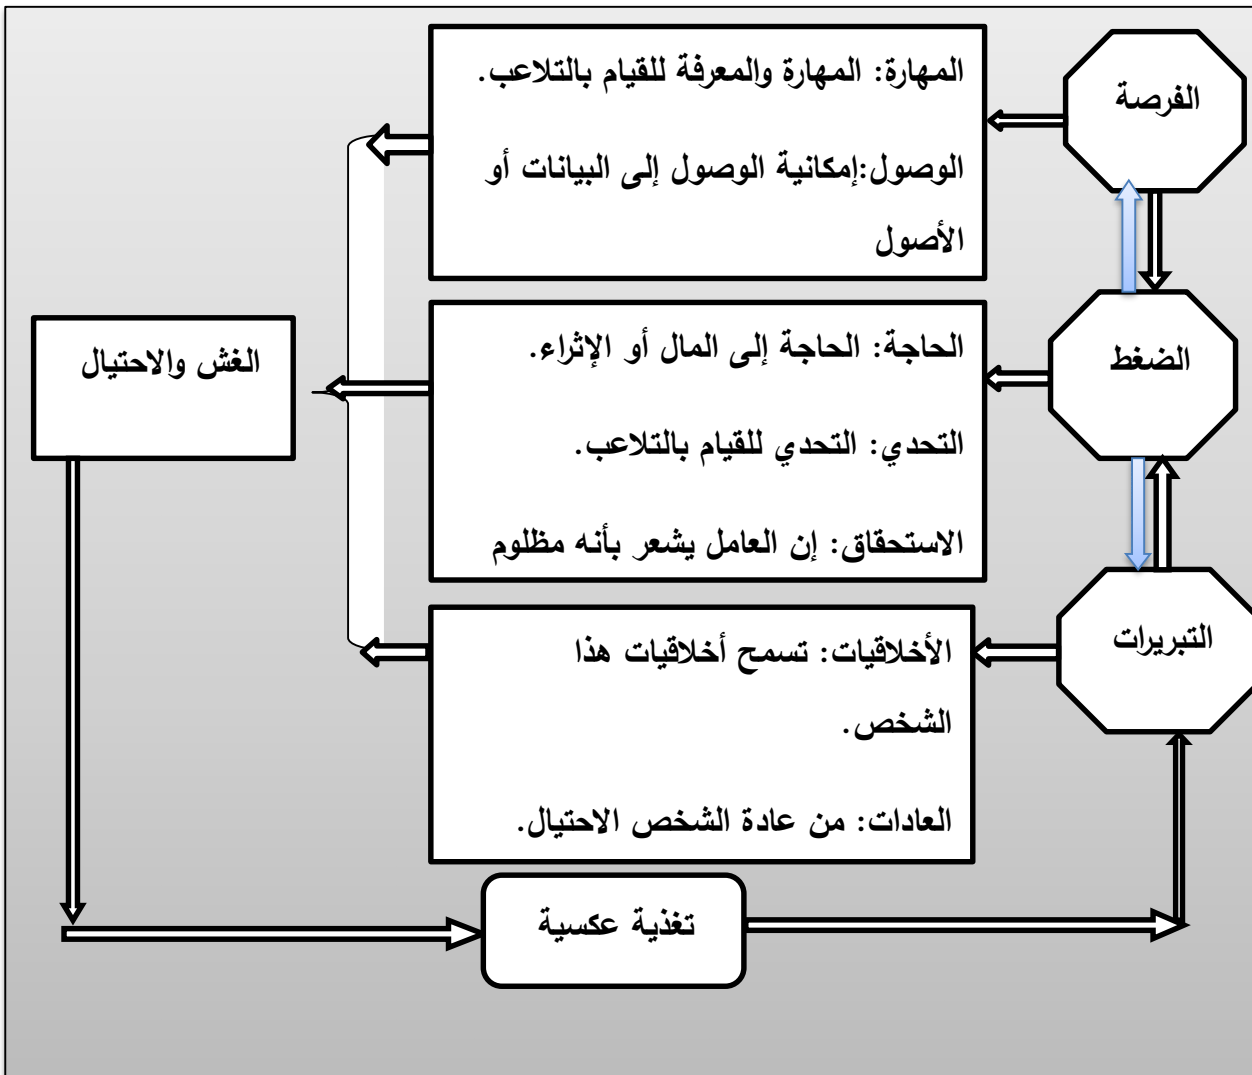 الفرصة
المهارة: المهارة والمعرفة للقيام بالتلاعب.
الوصول:إمكانية الوصول إلى البيانات أو
الأصول
الضغط
الحاجة: الحاجة إلى المال أو الإثراء.
التحدي: التحدي للقيام بالتلاعب.
الاستحقاق: إن العامل يشعر بأنه مظلوم
الغش والاحتيال
التبريرات
الأخلاقيات: تسمح أخلاقيات هذا
الشخص.
العادات: من عادة الشخص الاحتيال.
تغذية عكسية